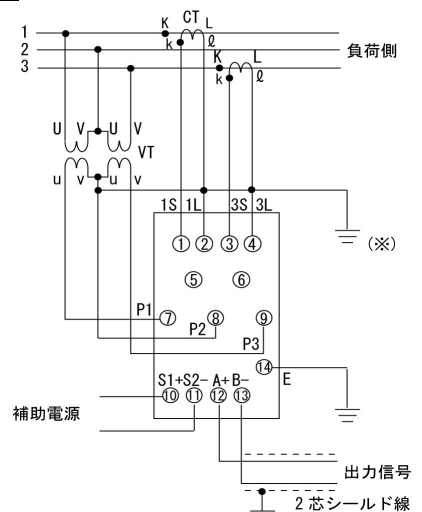 CT
K L
1
k ℓ
2
負荷側
K L
3
k ℓ
U V U V
VT
u v u v
1S 1L 3S 3L
① ② ③ ④
(※)
⑤ ⑥
P1 ⑦ ⑧ ⑨
P2
P3
⑭ E
S1+ S2- A+ B-
⑩ ⑪ ⑫ ⑬
補助電源
出力信号
2芯シールド線